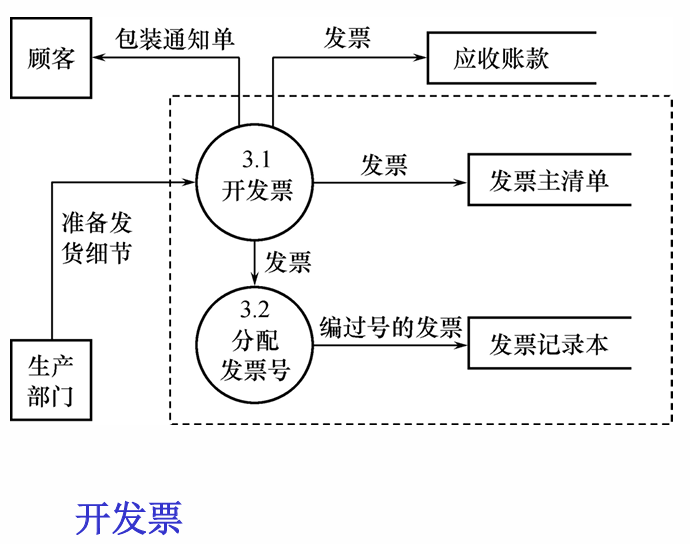 顾客
包装通知单
发票
应收账款
3.1
开发票
发票
发票主清单
准备发
货细节
发票
3.2
分配
发票号
编过号的发票
发票记录本
生产
部门
开发票